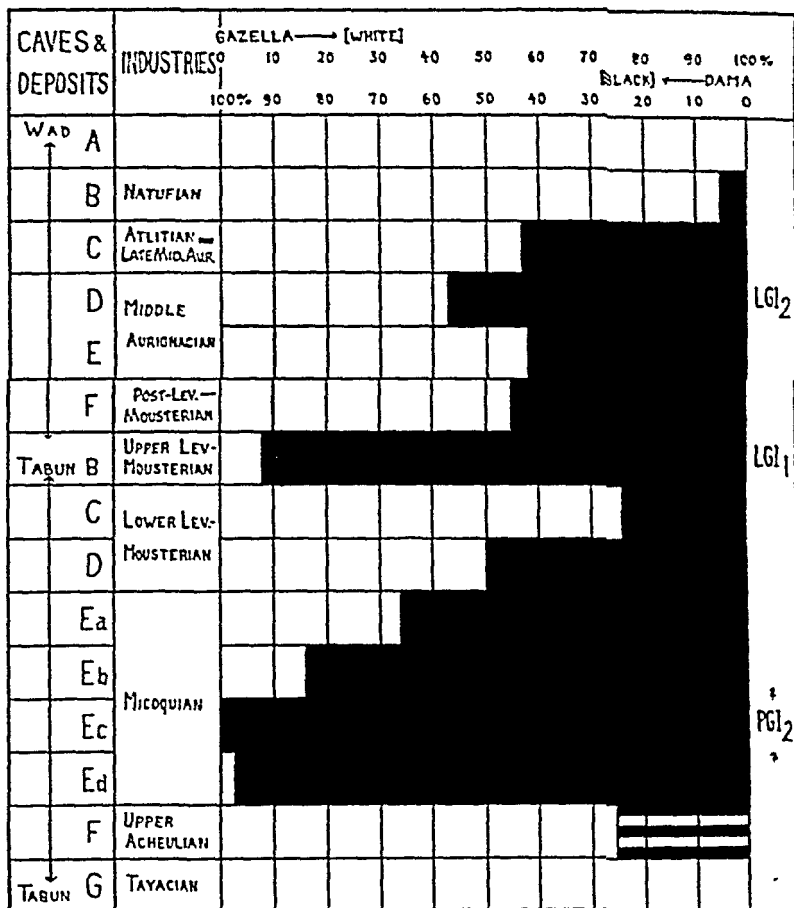 CAVES &
DEPOSITS
INDUSTRIES
GAZELLA → [WHITE]
0 10 20 30 40 50 60 70 80 90 100%
[BLACK] ← DAMA
100% 90 80 70 60 50 40 30 20 10 0
WAD A
B NATUFIAN
C ATLITIAN =
LATE MID. AUR.
D MIDDLE
LGI2
E AURIGNACIAN
F POST-LEV.—
MOUSTERIAN
TABUN B UPPER LEV-
MOUSTERIAN
LGI1
C LOWER LEV.-
D MOUSTERIAN
Ea
Eb
MICOQUIAN
Ec
PGI2
Ed
F UPPER
ACHEULIAN
TABUN G TAYACIAN